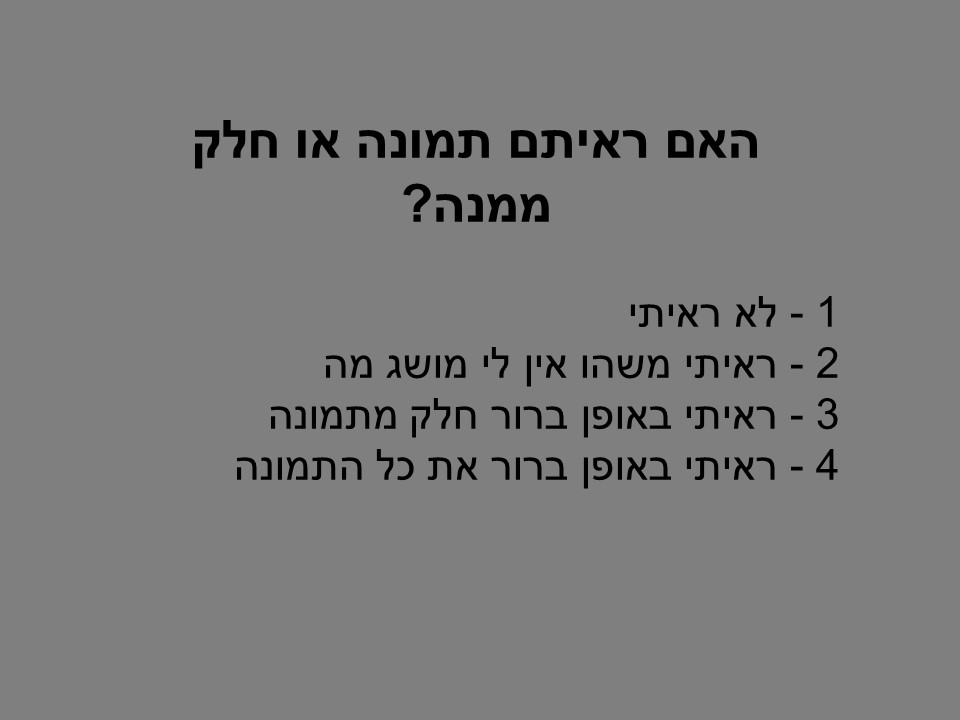 האם ראיתם תמונה או חלק
ממנה?
1 - לא ראיתי
2 - ראיתי משהו אין לי מושג מה
3 - ראיתי באופן ברור חלק מתמונה
4 - ראיתי באופן ברור את כל התמונה